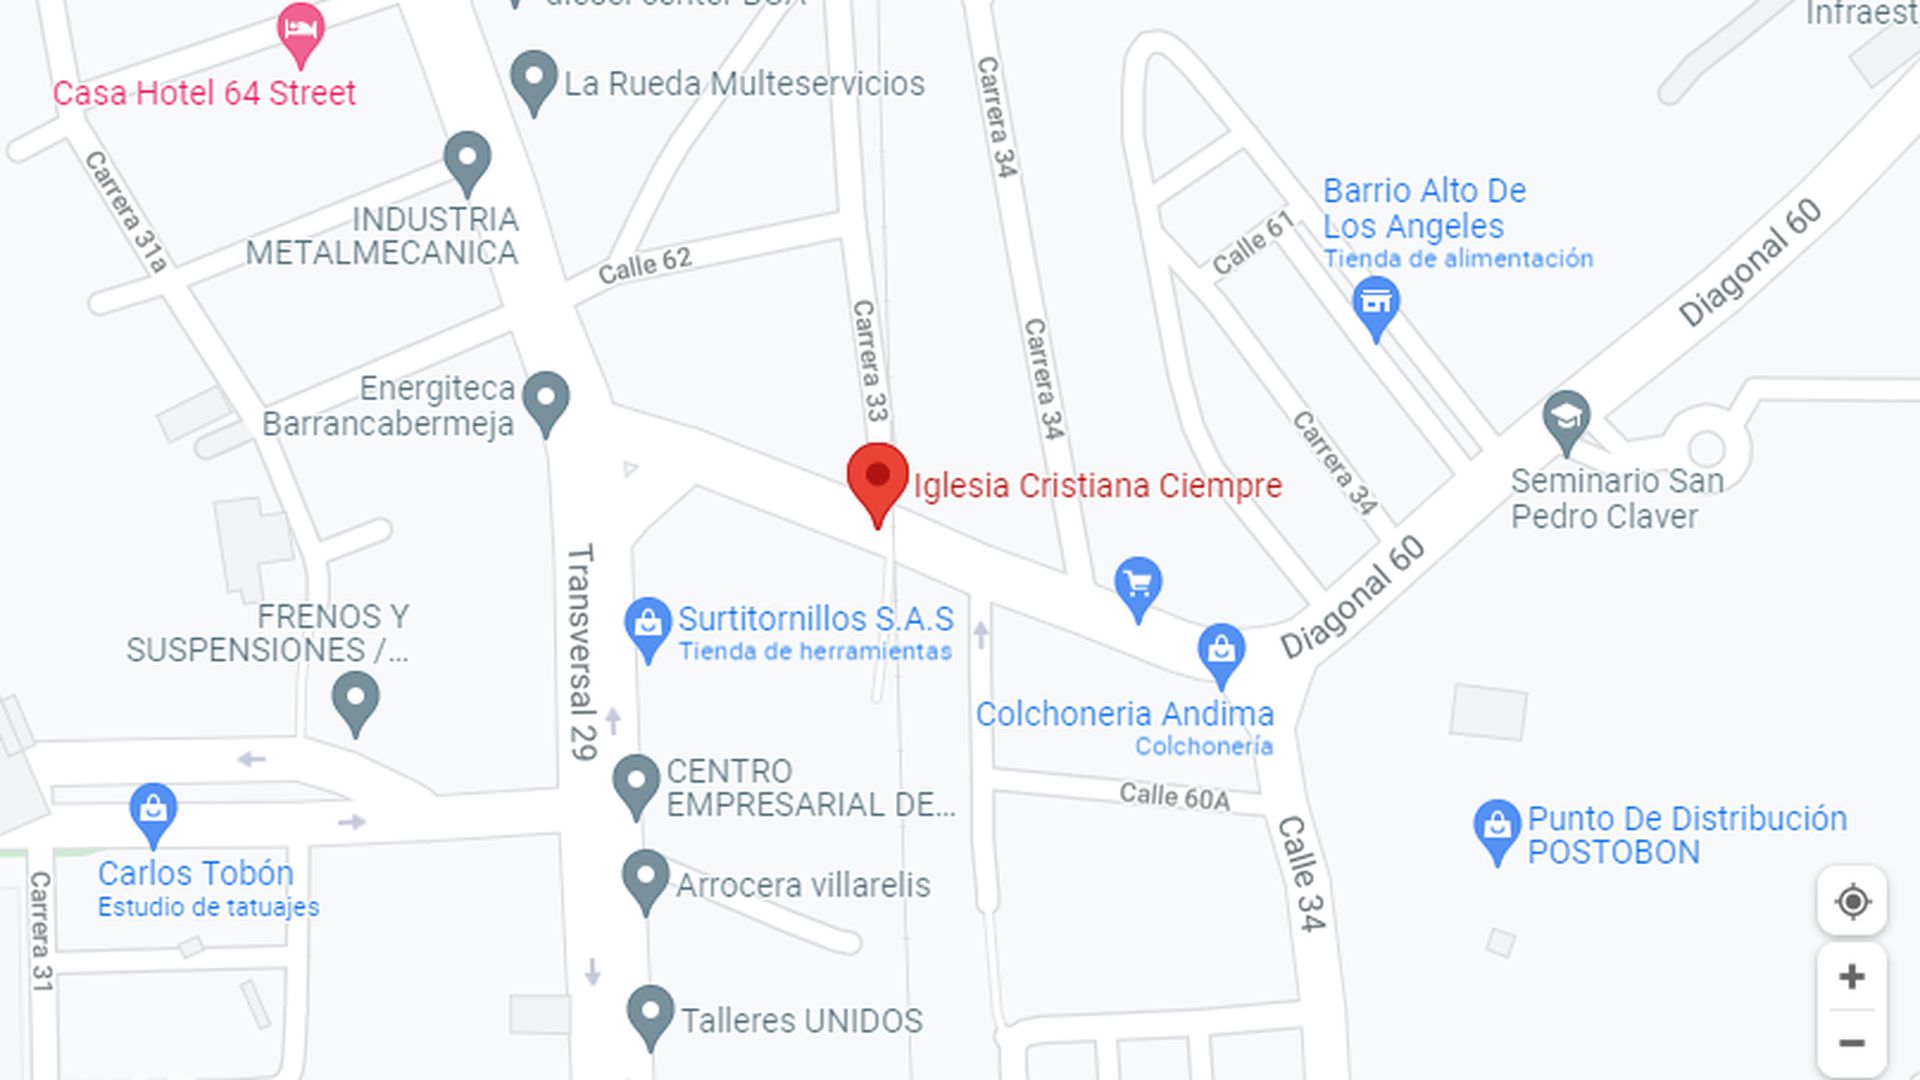 diesel center BCA
Infraest
Casa Hotel 64 Street
La Rueda Multeservicios
Carrera 34
Carrera 31a
INDUSTRIA
METALMECANICA
Calle 62
Calle 61
Barrio Alto De
Los Angeles
Tienda de alimentación
Diagonal 60
Carrera 33
Carrera 34
Energiteca
Barrancabermeja
Carrera 34
Iglesia Cristiana Ciempre
Seminario San
Pedro Claver
Diagonal 60
Transversal 29
FRENOS Y
SUSPENSIONES /...
Surtitornillos S.A.S
Tienda de herramientas
Colchoneria Andima
Colchonería
CENTRO
EMPRESARIAL DE...
Calle 60A
Calle 34
Punto De Distribución
POSTOBON
Carlos Tobón
Estudio de tatuajes
Carrera 31
Arrocera villarelis
Talleres UNIDOS